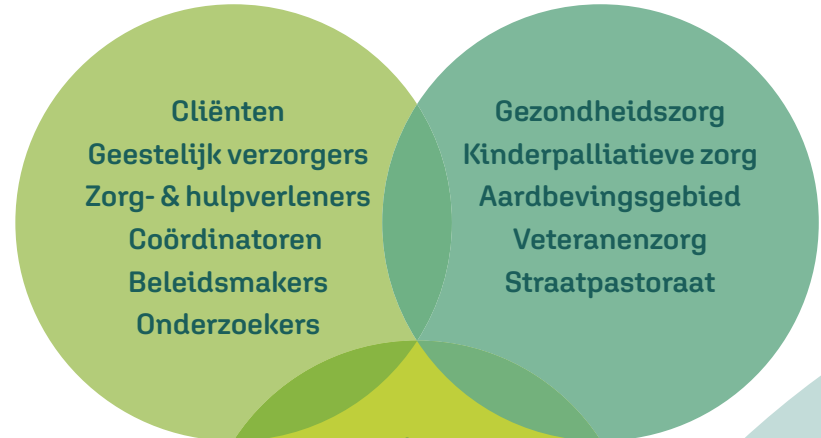 Cliënten
Geestelijk verzorgers
Zorg- & hulpverleners
Coördinatoren
Beleidsmakers
Onderzoekers
Gezondheidszorg
Kinderpalliatieve zorg
Aardbevingsgebied
Veteranenzorg
Straatpastoraat